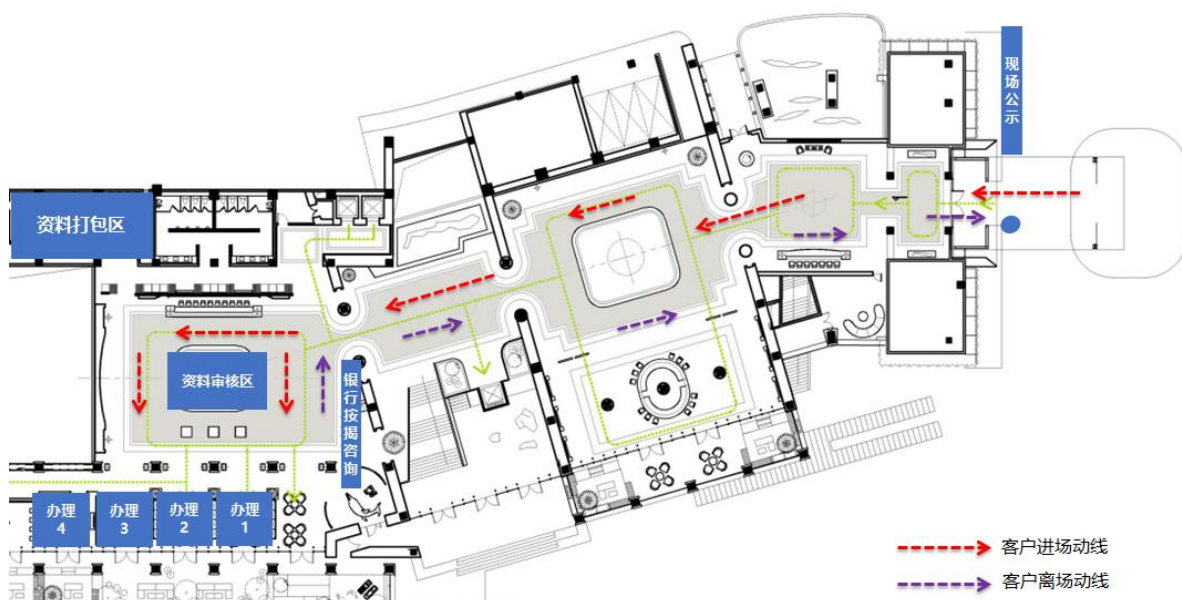 现场公示
资料打包区
资料审核区
银行按揭咨询
办理
4
办理
3
办理
2
办理
1
客户进场动线
客户离场动线